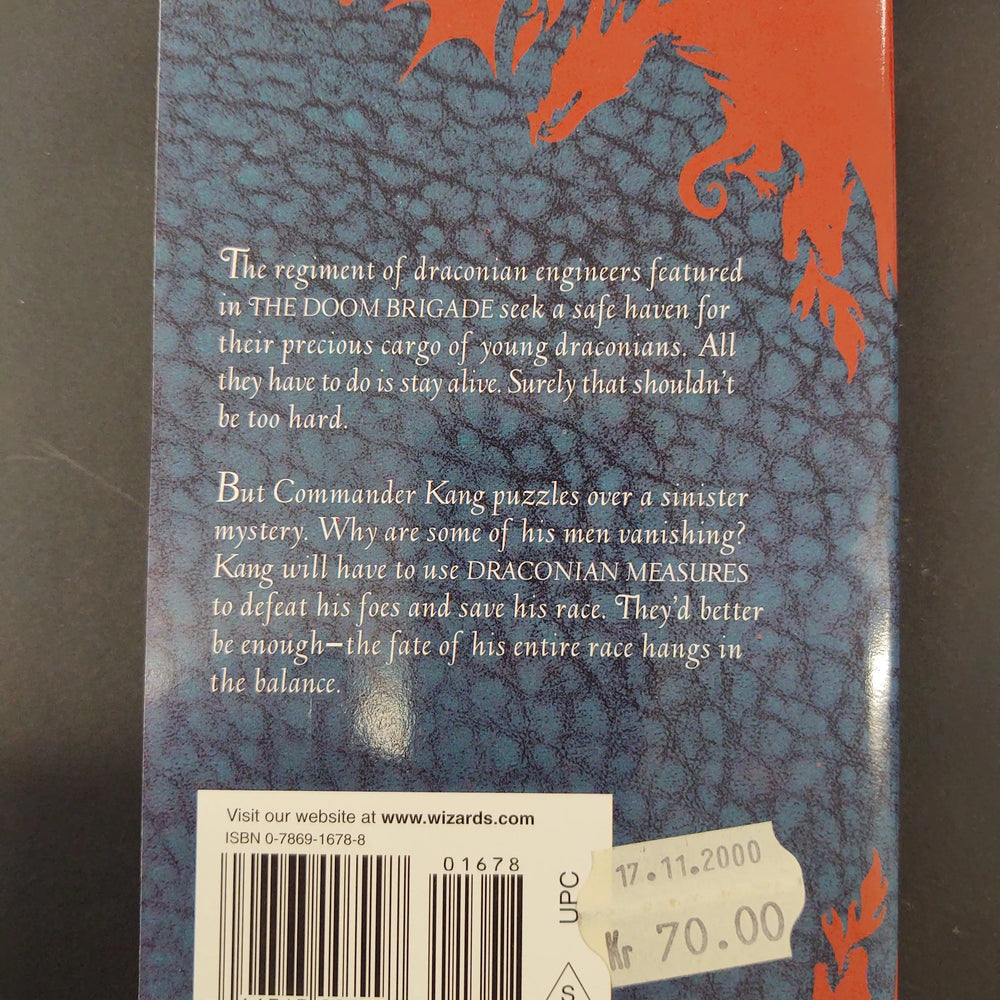 The regiment of draconian engineers featured
in THE DOOM BRIGADE seek a safe haven for
their precious cargo of young draconians. All
they have to do is stay alive. Surely that shouldn't
be too hard.
But Commander Kang puzzles over a sinister
mystery. Why are some of his men vanishing?
Kang will have to use DRACONIAN MEASURES
to defeat his foes and save his race. They'd better
be enough—the fate of his entire race hangs in
the balance.
Visit our website at www.wizards.com
ISBN 0-7869-1678-8
01678
UPC
S
17.11.2000
Kr 70.00